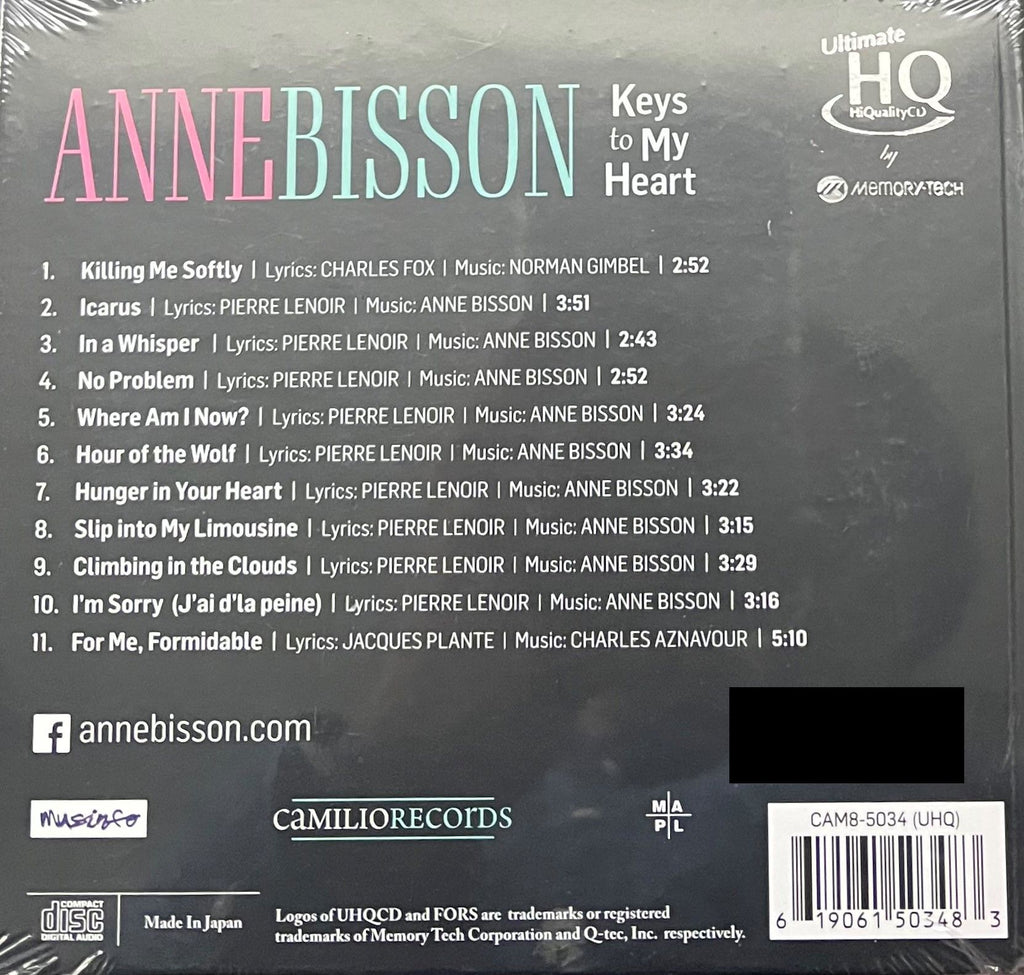 Ultimate
HQ
HiQualityCD
by
MEMORY-TECH
ANNEBISSON
Keys
to My
Heart
1. Killing Me Softly | Lyrics: CHARLES FOX | Music: NORMAN GIMBEL | 2:52
2. Icarus | Lyrics: PIERRE LENOIR | Music: ANNE BISSON | 3:51
3. In a Whisper | Lyrics: PIERRE LENOIR | Music: ANNE BISSON | 2:43
4. No Problem | Lyrics: PIERRE LENOIR | Music: ANNE BISSON | 2:52
5. Where Am I Now? | Lyrics: PIERRE LENOIR | Music: ANNE BISSON | 3:24
6. Hour of the Wolf | Lyrics: PIERRE LENOIR | Music: ANNE BISSON | 3:34
7. Hunger in Your Heart | Lyrics: PIERRE LENOIR | Music: ANNE BISSON | 3:22
8. Slip into My Limousine | Lyrics: PIERRE LENOIR | Music: ANNE BISSON | 3:15
9. Climbing in the Clouds | Lyrics: PIERRE LENOIR | Music: ANNE BISSON | 3:29
10. I'm Sorry (J'ai d'la peine) | Lyrics: PIERRE LENOIR | Music: ANNE BISSON | 3:16
11. For Me, Formidable | Lyrics: JACQUES PLANTE | Music: CHARLES AZNAVOUR | 5:10
f annebisson.com
musinfo
CAMILIORECORDS
MAPL
CAM8-5034 (UHQ)
6 19061 50348 3
COMPACT
disc
DIGITAL AUDIO
Made In Japan
Logos of UHQCD and FORS are trademarks or registered
trademarks of Memory Tech Corporation and Q-tec, Inc. respectively.